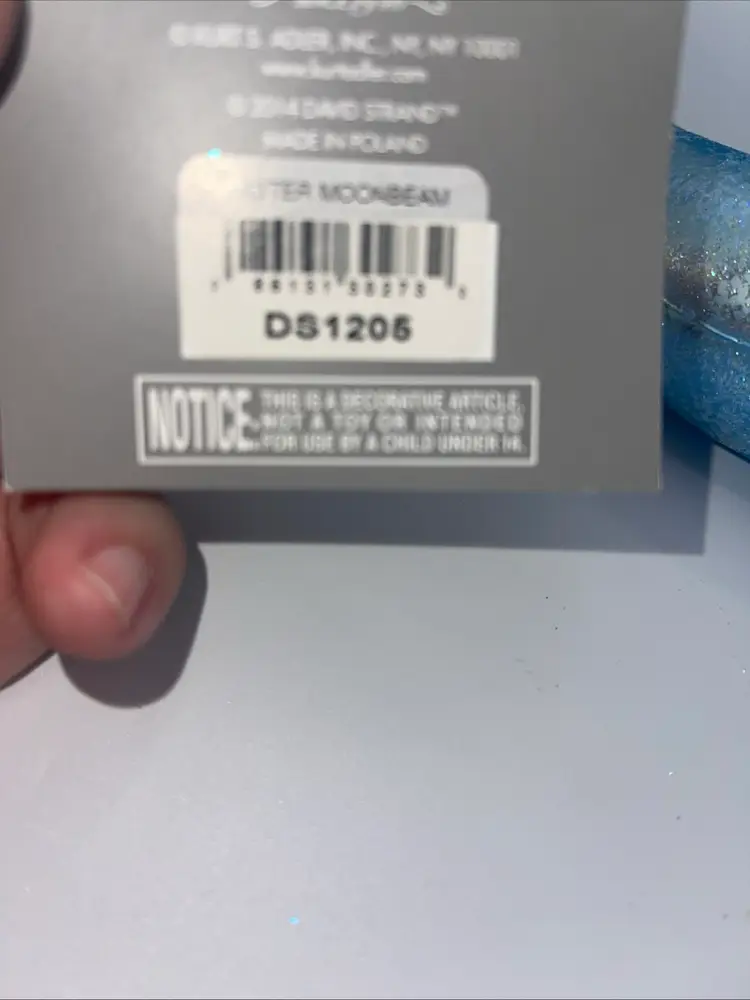 © KURT S. ADLER, INC., NY, NY 10001
www.kurtadler.com
© 2014 DAVID STRAND™
MADE IN POLAND
TTER MOONBEAM
DS1205
NOTICE: THIS IS A DECORATIVE ARTICLE.
NOT A TOY OR INTENDED
FOR USE BY A CHILD UNDER 14.